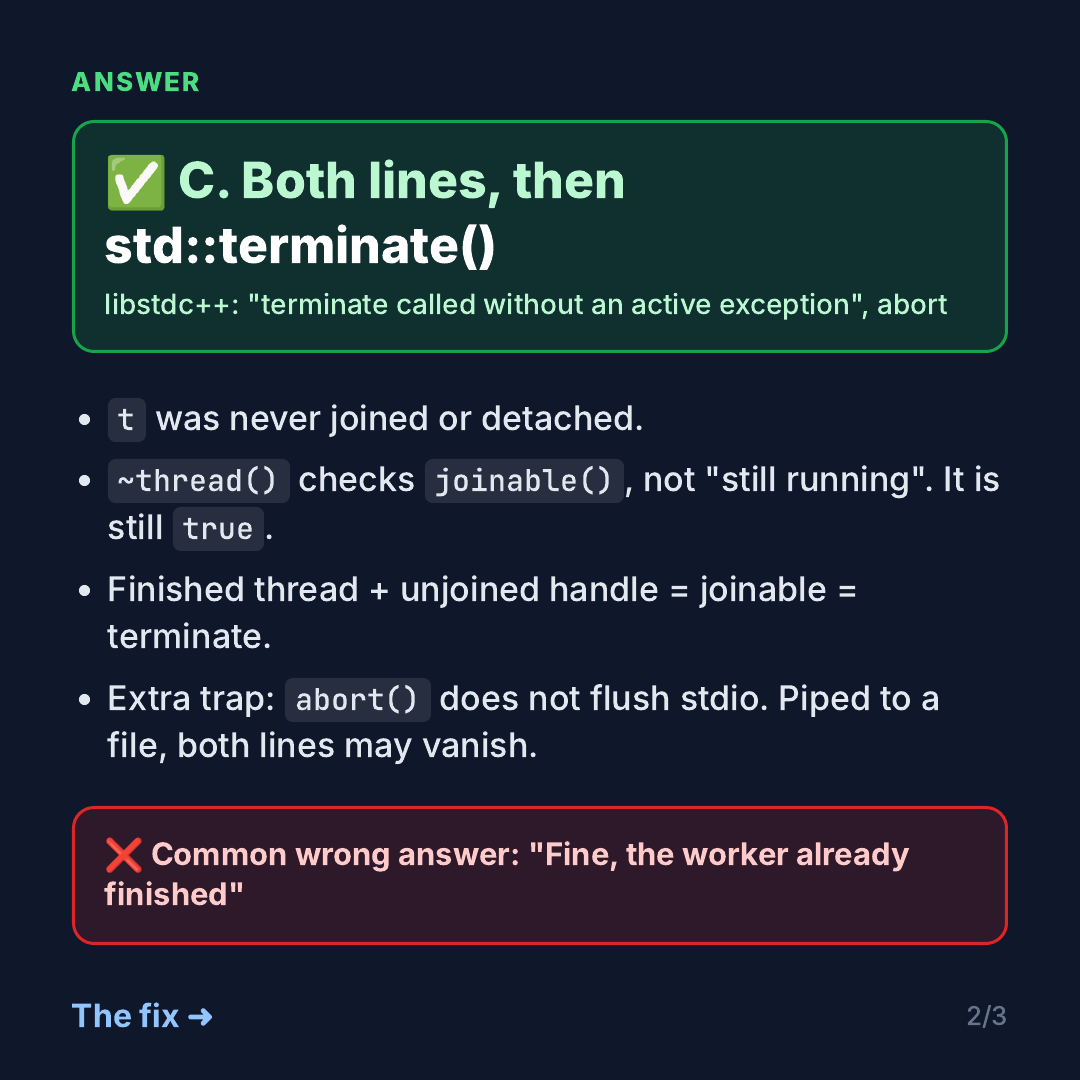 ANSWER
✅ C. Both lines, then
std::terminate()
libstdc++: "terminate called without an active exception", abort
• t was never joined or detached.
• ~thread() checks joinable(), not "still running". It is
still true.
• Finished thread + unjoined handle = joinable =
terminate.
• Extra trap: abort() does not flush stdio. Piped to a
file, both lines may vanish.
❌ Common wrong answer: "Fine, the worker already
finished"
The fix ➜
2/3